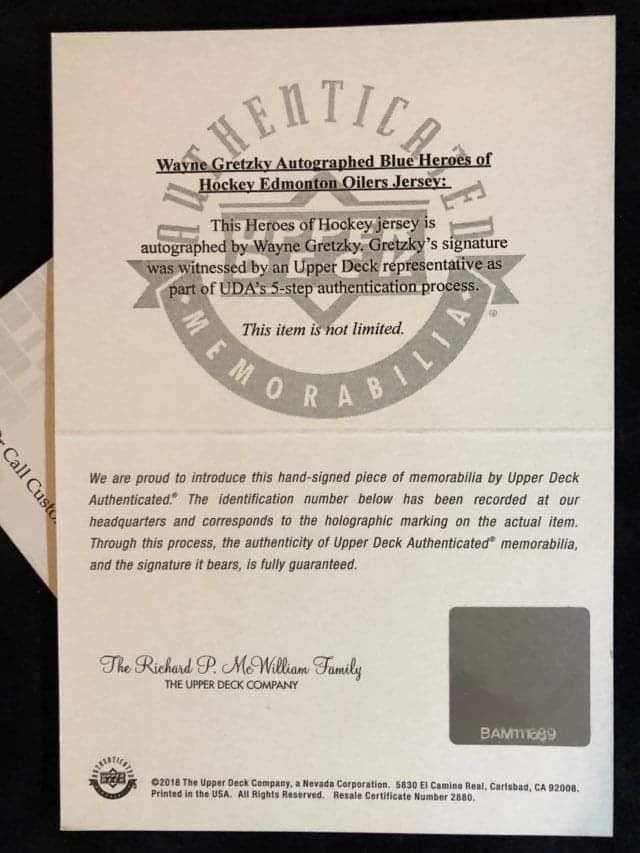 AUTHENTICATED
Wayne Gretzky Autographed Blue Heroes of
Hockey Edmonton Oilers Jersey:
This Heroes of Hockey jersey is
autographed by Wayne Gretzky. Gretzky's signature
was witnessed by an Upper Deck representative as
part of UDA's 5-step authentication process.
This item is not limited.
UPPER DECK
MEMORABILIA
®
Call Custo
We are proud to introduce this hand-signed piece of memorabilia by Upper Deck
Authenticated.® The identification number below has been recorded at our
headquarters and corresponds to the holographic marking on the actual item.
Through this process, the authenticity of Upper Deck Authenticated® memorabilia,
and the signature it bears, is fully guaranteed.
The Richard P. McWilliam Family
THE UPPER DECK COMPANY
©2018 The Upper Deck Company, a Nevada Corporation. 5830 El Camino Real, Carlsbad, CA 92008.
Printed in the USA. All Rights Reserved. Resale Certificate Number 2880.